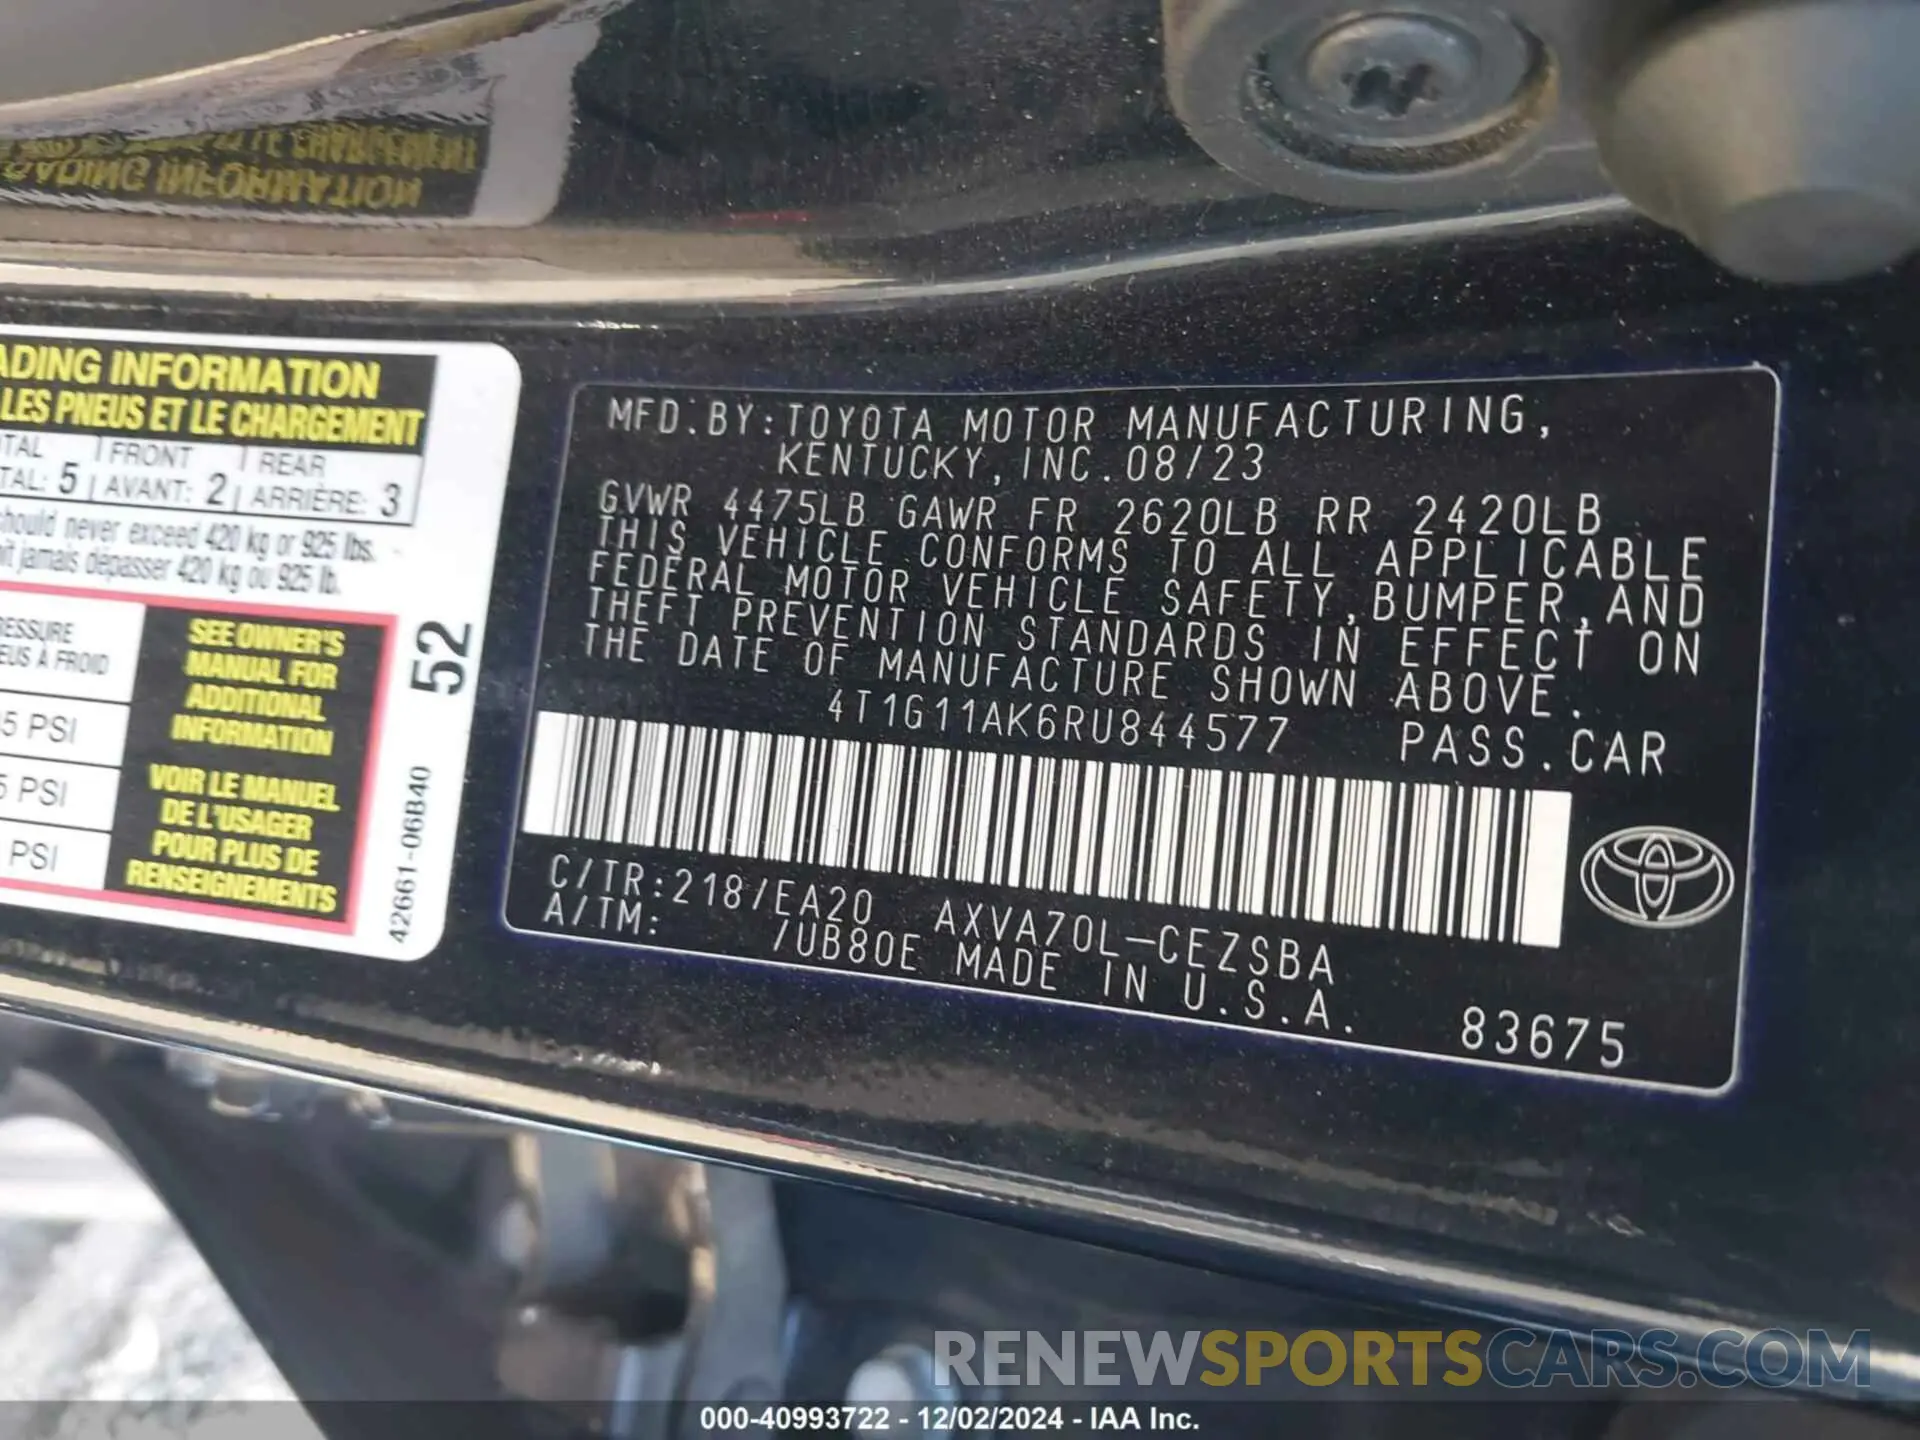 ADING INFORMATION
LES PNEUS ET LE CHARGEMENT
OTAL | FRONT | REAR
TAL: 5 | AVANT: 2 | ARRIÈRE: 3
should never exceed 420 kg or 925 lbs.
it jamais dépasser 420 kg ou 925 lb.
ESSURE
EUS À FROID
5 PSI
5 PSI
PSI
SEE OWNER'S
MANUAL FOR
ADDITIONAL
INFORMATION
VOIR LE MANUEL
DE L'USAGER
POUR PLUS DE
RENSEIGNEMENTS
52
42661-06B40
MFD.BY:TOYOTA MOTOR MANUFACTURING,
KENTUCKY, INC. 08/23
GVWR 4475LB GAWR FR 2620LB RR 2420LB
THIS VEHICLE CONFORMS TO ALL APPLICABLE
FEDERAL MOTOR VEHICLE SAFETY, BUMPER, AND
THEFT PREVENTION STANDARDS IN EFFECT ON
THE DATE OF MANUFACTURE SHOWN ABOVE.
4T1G11AK6RU844577 PASS.CAR
C/TR:218/EA20 AXVA70L-CEZSBA
A/TM: /UB80E MADE IN U.S.A.
83675
RENEWSPORTSCARS.COM
000-40993722 - 12/02/2024 - IAA Inc.